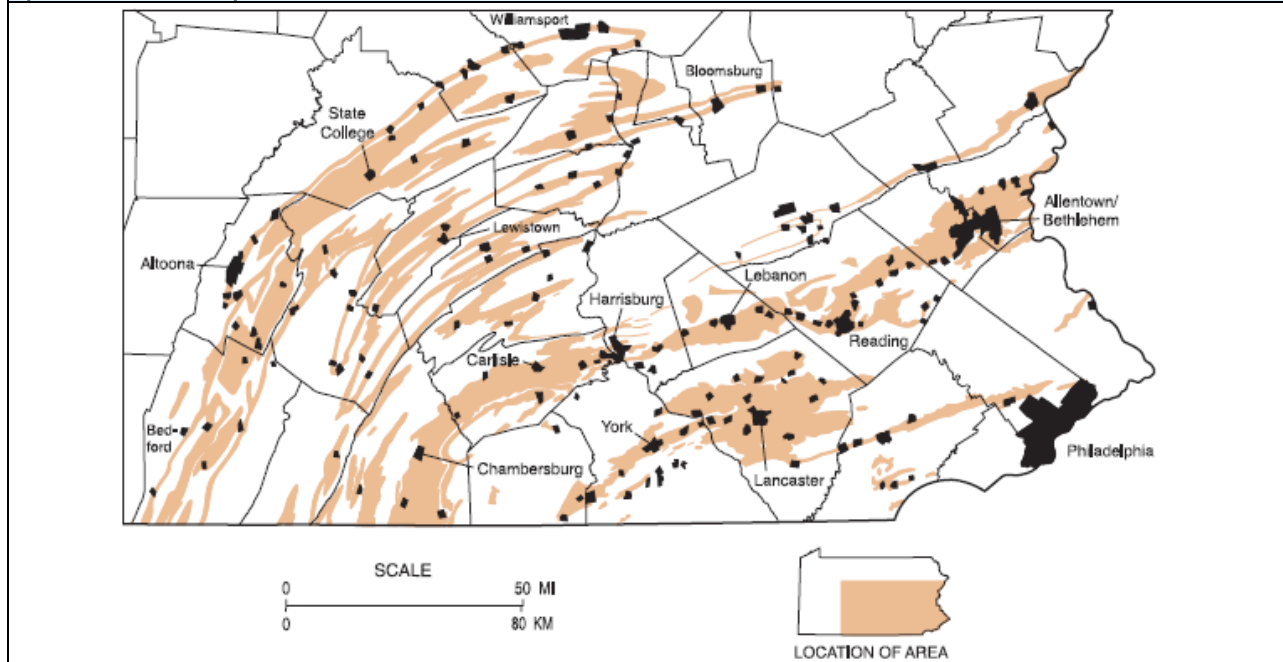 Williamsport
Bloomsburg
State
College
Allentown/
Bethlehem
Lewistown
Altoona
Lebanon
Harrisburg
Reading
Carlisle
Bed-
ford
York
Chambersburg
Lancaster
Philadelphia
SCALE
0 50 MI
0 80 KM
LOCATION OF AREA